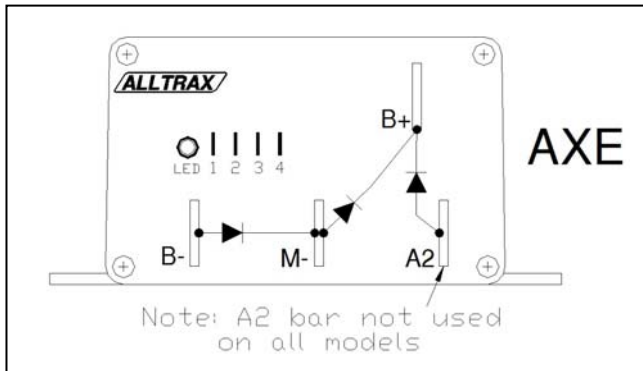 ALLTRAX
B+
AXE
LED 1 2 3 4
B-
M-
A2
Note: A2 bar not used
on all models